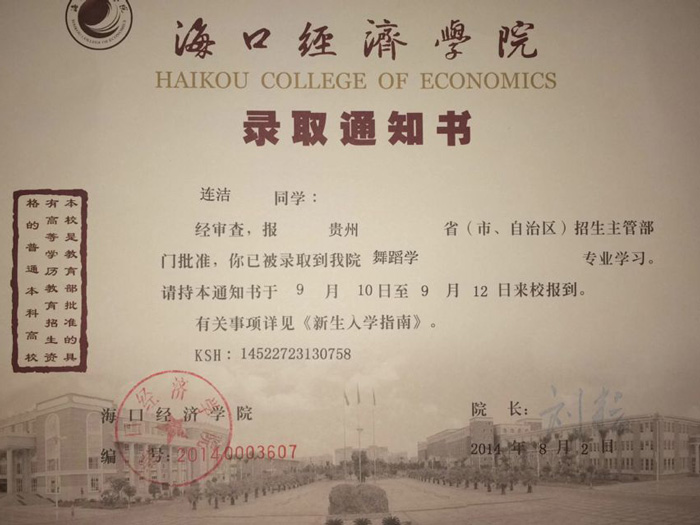 海口經濟學院
HAIKOU COLLEGE OF ECONOMICS
录取通知书
连洁 同学：
经审查，报 贵州 省（市、自治区）招生主管部
门批准，你已被录取到我院 舞蹈学 专业学习。
请持本通知书于 9 月 10日至 9 月 12日来校报到。
有关事项详见《新生入学指南》。
KSH：14522723130758
本校是教育部批准的具
有高等学历教育招生资
格的普通本科高校
海口经济学院
院 长：
编 号：20140003607
2014 年 8 月 2 日